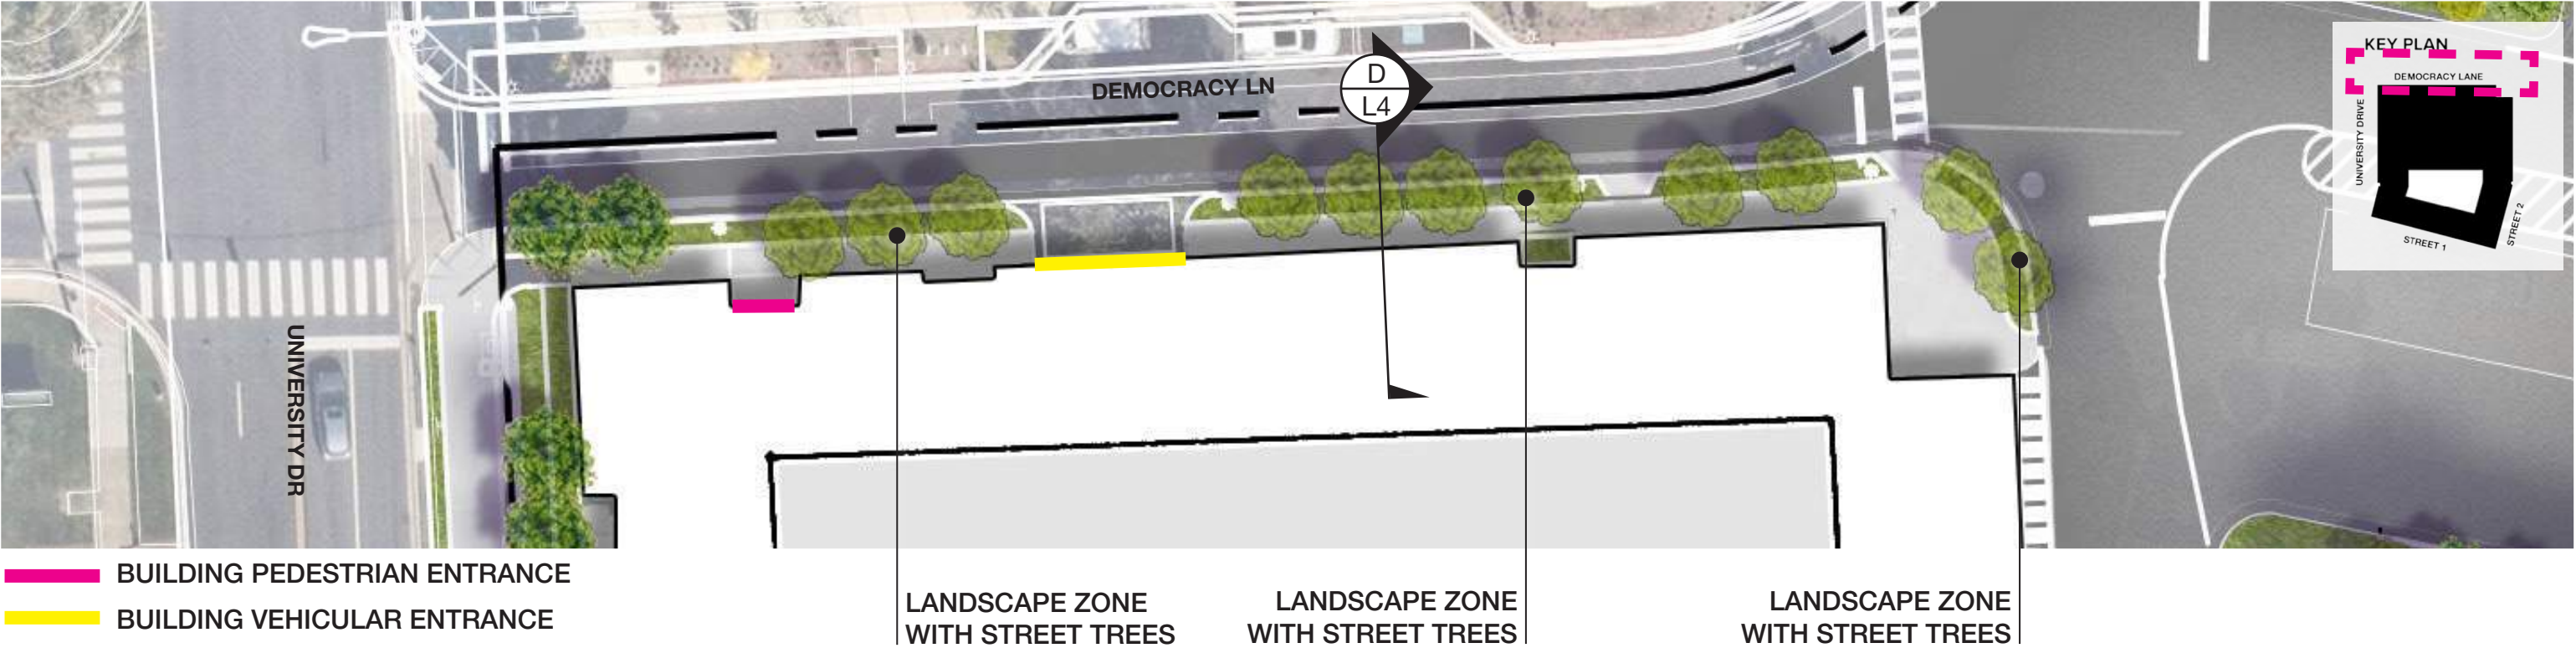 KEY PLAN
DEMOCRACY LANE
UNIVERSITY DRIVE
STREET 1
STREET 2
DEMOCRACY LN
D
L4
UNIVERSITY DR
BUILDING PEDESTRIAN ENTRANCE
BUILDING VEHICULAR ENTRANCE
LANDSCAPE ZONE
WITH STREET TREES
LANDSCAPE ZONE
WITH STREET TREES
LANDSCAPE ZONE
WITH STREET TREES